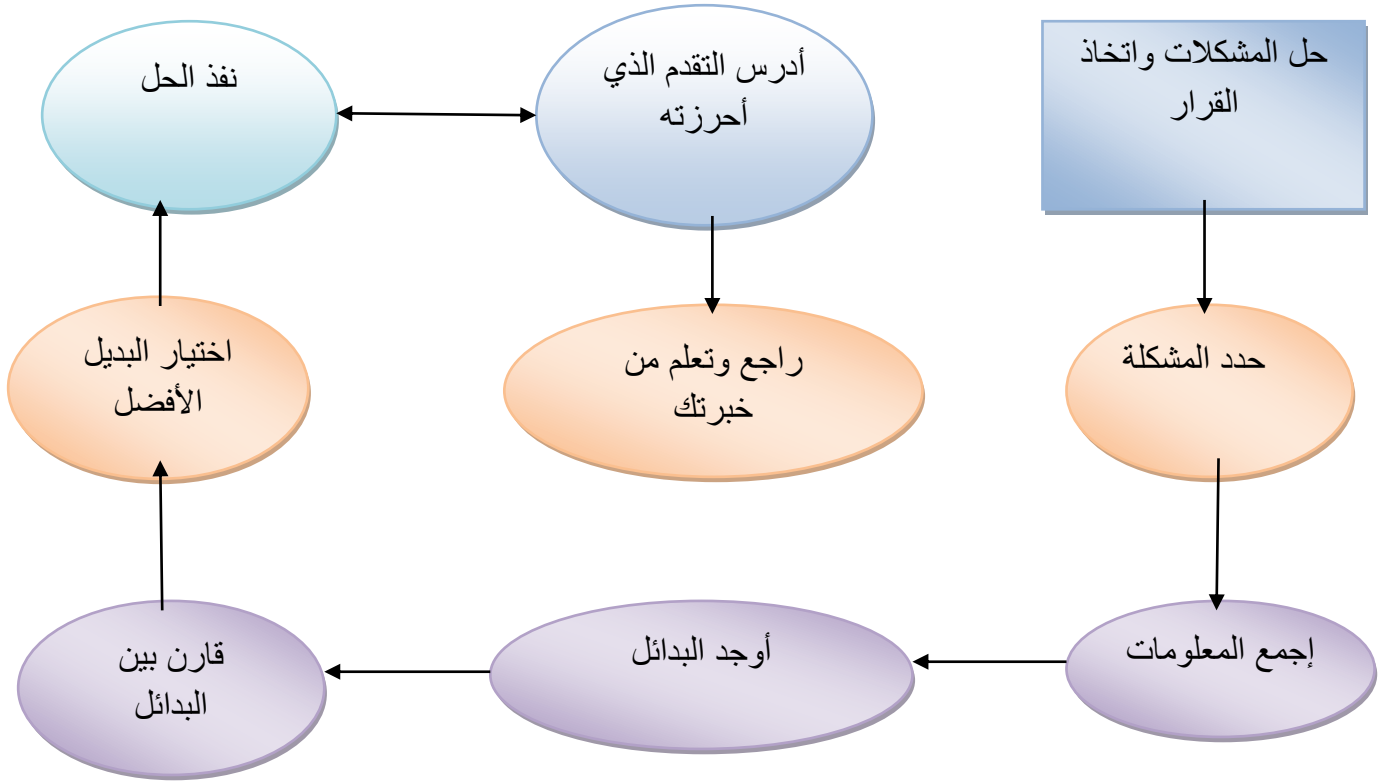 حل المشكلات واتخاذ
القرار
أدرس التقدم الذي
أحرزته
نفذ الحل
حدد المشكلة
راجع وتعلم من
خبرتك
اختيار البديل
الأفضل
إجمع المعلومات
أوجد البدائل
قارن بين
البدائل